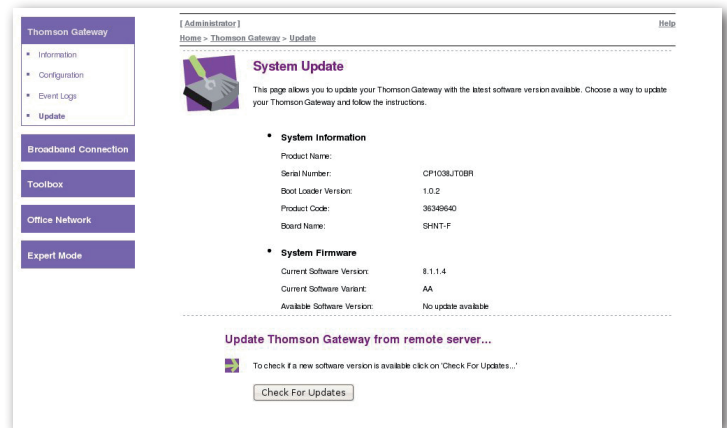 [ Administrator ]
Help
Home > Thomson Gateway > Update
Thomson Gateway
Information
Configuration
Event Logs
Update
Broadband Connection
Toolbox
Office Network
Expert Mode
System Update
This page allows you to update your Thomson Gateway with the latest software version available. Choose a way to update
your Thomson Gateway and follow the instructions.
System Information
Product Name:
Serial Number: CP1038JT0BR
Boot Loader Version: 1.0.2
Product Code: 36349640
Board Name: SHNT-F
System Firmware
Current Software Version: 8.1.1.4
Current Software Variant: AA
Available Software Version: No update available
Update Thomson Gateway from remote server...
To check if a new software version is available click on 'Check For Updates...'
Check For Updates